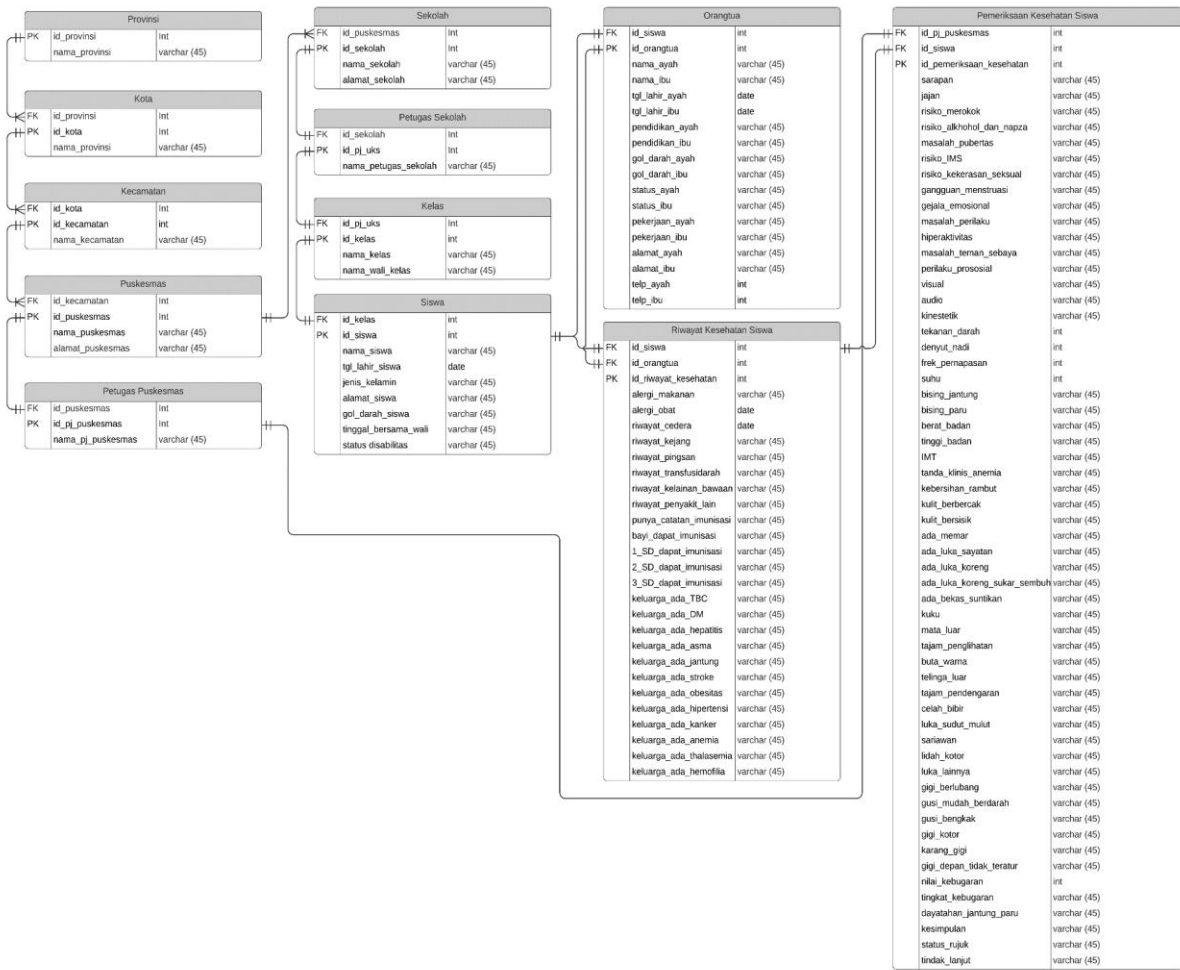 Provinsi
PK id_provinsi Int
nama_provinsi varchar (45)
Kota
FK id_provinsi Int
PK id_kota Int
nama_provinsi varchar (45)
Kecamatan
FK id_kota Int
PK id_kecamatan int
nama_kecamatan varchar (45)
Puskesmas
FK id_kecamatan Int
PK id_puskesmas Int
nama_puskesmas varchar (45)
alamat_puskesmas varchar (45)
Petugas Puskesmas
FK id_puskesmas Int
PK id_pj_puskesmas Int
nama_pj_puskesmas varchar (45)
Sekolah
FK id_puskesmas Int
PK id_sekolah Int
nama_sekolah varchar (45)
alamat_sekolah varchar (45)
Petugas Sekolah
FK id_sekolah Int
PK id_pj_uks Int
nama_petugas_sekolah varchar (45)
Kelas
FK id_pj_uks Int
PK id_kelas int
nama_kelas varchar (45)
nama_wali_kelas varchar (45)
Siswa
FK id_kelas int
PK id_siswa int
nama_siswa varchar (45)
tgl_lahir_siswa date
jenis_kelamin varchar (45)
alamat_siswa varchar (45)
gol_darah_siswa varchar (45)
tinggal_bersama_wali varchar (45)
status disabilitas varchar (45)
Orangtua
FK id_siswa int
PK id_orangtua int
nama_ayah varchar (45)
nama_ibu varchar (45)
tgl_lahir_ayah date
tgl_lahir_ibu date
pendidikan_ayah varchar (45)
pendidikan_ibu varchar (45)
gol_darah_ayah varchar (45)
gol_darah_ibu varchar (45)
status_ayah varchar (45)
status_ibu varchar (45)
pekerjaan_ayah varchar (45)
pekerjaan_ibu varchar (45)
alamat_ayah varchar (45)
alamat_ibu varchar (45)
telp_ayah int
telp_ibu int
Riwayat Kesehatan Siswa
FK id_siswa int
FK id_orangtua int
PK id_riwayat_kesehatan int
alergi_makanan varchar (45)
alergi_obat date
riwayat_cedera date
riwayat_kejang varchar (45)
riwayat_pingsan varchar (45)
riwayat_transfusidarah varchar (45)
riwayat_kelainan_bawaan varchar (45)
riwayat_penyakit_lain varchar (45)
punya_catatan_imunisasi varchar (45)
bayi_dapat_imunisasi varchar (45)
1_SD_dapat_imunisasi varchar (45)
2_SD_dapat_imunisasi varchar (45)
3_SD_dapat_imunisasi varchar (45)
keluarga_ada_TBC varchar (45)
keluarga_ada_DM varchar (45)
keluarga_ada_hepatitis varchar (45)
keluarga_ada_asma varchar (45)
keluarga_ada_jantung varchar (45)
keluarga_ada_stroke varchar (45)
keluarga_ada_obesitas varchar (45)
keluarga_ada_hipertensi varchar (45)
keluarga_ada_kanker varchar (45)
keluarga_ada_anemia varchar (45)
keluarga_ada_thalasemia varchar (45)
keluarga_ada_hemofilia varchar (45)
Pemeriksaan Kesehatan Siswa
FK id_pj_puskesmas int
FK id_siswa int
PK id_pemeriksaan_kesehatan int
sarapan varchar (45)
jajan varchar (45)
risiko_merokok varchar (45)
risiko_alkhohol_dan_napza varchar (45)
masalah_pubertas varchar (45)
risiko_IMS varchar (45)
risiko_kekerasan_seksual varchar (45)
gangguan_menstruasi varchar (45)
gejala_emosional varchar (45)
masalah_perilaku varchar (45)
hiperaktivitas varchar (45)
masalah_teman_sebaya varchar (45)
perilaku_prososial varchar (45)
visual varchar (45)
audio varchar (45)
kinestetik varchar (45)
tekanan_darah int
denyut_nadi int
frek_pernapasan int
suhu int
bising_jantung varchar (45)
bising_paru varchar (45)
berat_badan varchar (45)
tinggi_badan varchar (45)
IMT varchar (45)
tanda_klinis_anemia varchar (45)
kebersihan_rambut varchar (45)
kulit_berbercak varchar (45)
kulit_bersisik varchar (45)
ada_memar varchar (45)
ada_luka_sayatan varchar (45)
ada_luka_koreng varchar (45)
ada_luka_koreng_sukar_sembuh varchar (45)
ada_bekas_suntikan varchar (45)
kuku varchar (45)
mata_luar varchar (45)
tajam_penglihatan varchar (45)
buta_warna varchar (45)
telinga_luar varchar (45)
tajam_pendengaran varchar (45)
celah_bibir varchar (45)
luka_sudut_mulut varchar (45)
sariawan varchar (45)
lidah_kotor varchar (45)
luka_lainnya varchar (45)
gigi_berlubang varchar (45)
gusi_mudah_berdarah varchar (45)
gusi_bengkak varchar (45)
gigi_kotor varchar (45)
karang_gigi varchar (45)
gigi_depan_tidak_teratur varchar (45)
nilai_kebugaran int
tingkat_kebugaran varchar (45)
dayatahan_jantung_paru varchar (45)
kesimpulan varchar (45)
status_rujuk varchar (45)
tindak_lanjut varchar (45)